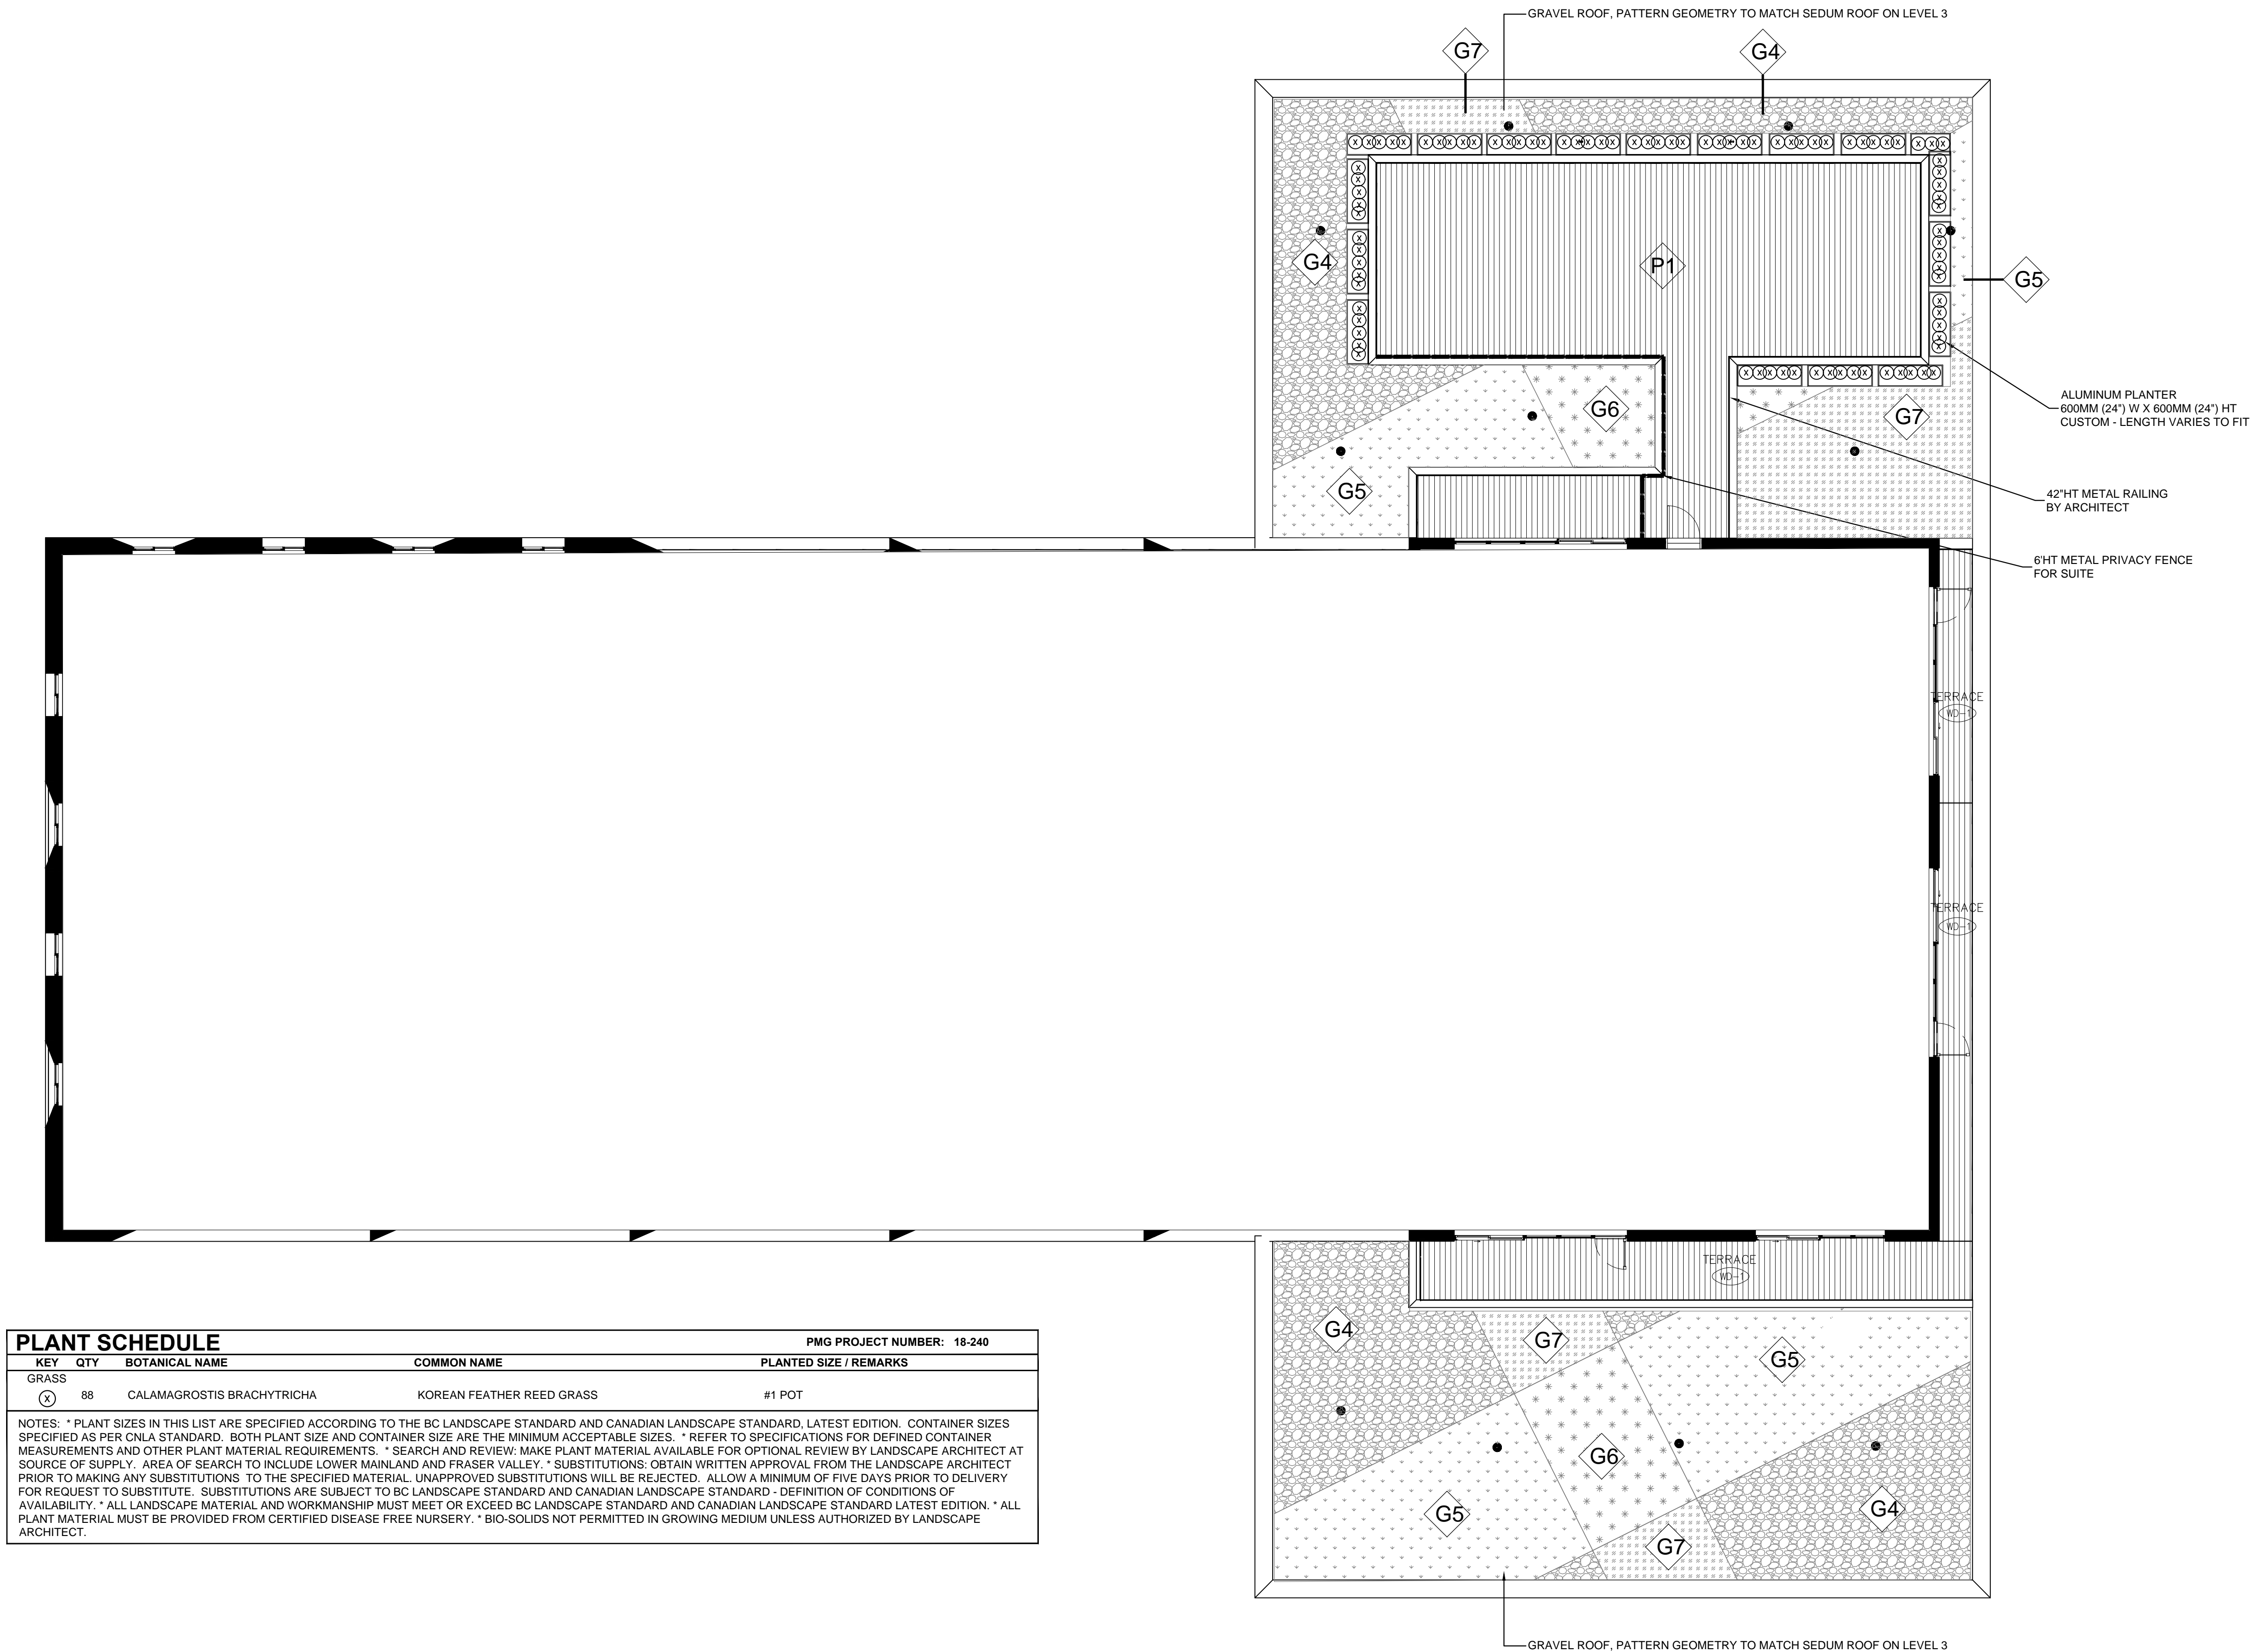 GRAVEL ROOF, PATTERN GEOMETRY TO MATCH SEDUM ROOF ON LEVEL 3
G7
G4
G4
P1
G5
ALUMINUM PLANTER
600MM (24") W X 600MM (24") HT
CUSTOM - LENGTH VARIES TO FIT
G6
G7
G5
42"HT METAL RAILING
BY ARCHITECT
6'HT METAL PRIVACY FENCE
FOR SUITE
TERRACE
WD-1
TERRACE
WD-1
TERRACE
WD-1
G4
G7
G5
G6
G5
G4
G7
GRAVEL ROOF, PATTERN GEOMETRY TO MATCH SEDUM ROOF ON LEVEL 3
PLANT SCHEDULE PMG PROJECT NUMBER: 18-240
KEY QTY BOTANICAL NAME COMMON NAME PLANTED SIZE / REMARKS
GRASS
X 88 CALAMAGROSTIS BRACHYTRICHA KOREAN FEATHER REED GRASS #1 POT
NOTES: * PLANT SIZES IN THIS LIST ARE SPECIFIED ACCORDING TO THE BC LANDSCAPE STANDARD AND CANADIAN LANDSCAPE STANDARD, LATEST EDITION. CONTAINER SIZES
SPECIFIED AS PER CNLA STANDARD. BOTH PLANT SIZE AND CONTAINER SIZE ARE THE MINIMUM ACCEPTABLE SIZES. * REFER TO SPECIFICATIONS FOR DEFINED CONTAINER
MEASUREMENTS AND OTHER PLANT MATERIAL REQUIREMENTS. * SEARCH AND REVIEW: MAKE PLANT MATERIAL AVAILABLE FOR OPTIONAL REVIEW BY LANDSCAPE ARCHITECT AT
SOURCE OF SUPPLY. AREA OF SEARCH TO INCLUDE LOWER MAINLAND AND FRASER VALLEY. * SUBSTITUTIONS: OBTAIN WRITTEN APPROVAL FROM THE LANDSCAPE ARCHITECT
PRIOR TO MAKING ANY SUBSTITUTIONS TO THE SPECIFIED MATERIAL. UNAPPROVED SUBSTITUTIONS WILL BE REJECTED. ALLOW A MINIMUM OF FIVE DAYS PRIOR TO DELIVERY
FOR REQUEST TO SUBSTITUTE. SUBSTITUTIONS ARE SUBJECT TO BC LANDSCAPE STANDARD AND CANADIAN LANDSCAPE STANDARD - DEFINITION OF CONDITIONS OF
AVAILABILITY. * ALL LANDSCAPE MATERIAL AND WORKMANSHIP MUST MEET OR EXCEED BC LANDSCAPE STANDARD AND CANADIAN LANDSCAPE STANDARD LATEST EDITION. * ALL
PLANT MATERIAL MUST BE PROVIDED FROM CERTIFIED DISEASE FREE NURSERY. * BIO-SOLIDS NOT PERMITTED IN GROWING MEDIUM UNLESS AUTHORIZED BY LANDSCAPE
ARCHITECT.